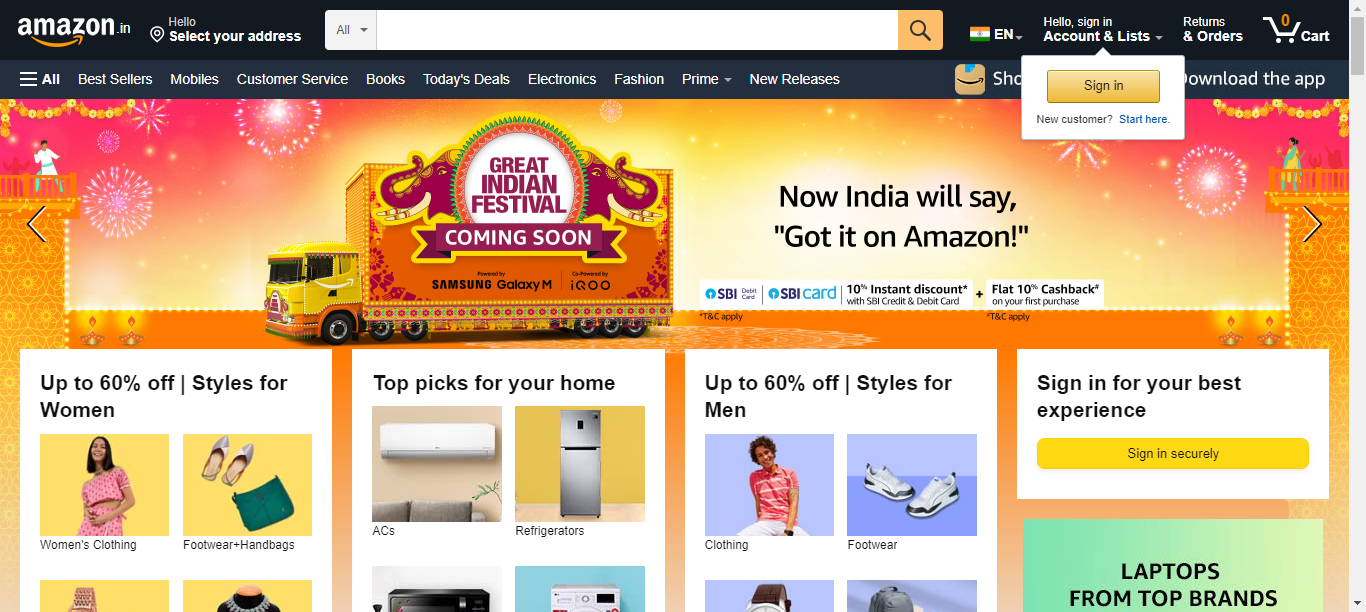 amazon.in
Hello
Select your address
All
EN
Hello, sign in
Account & Lists
Returns
& Orders
0
Cart
All
Best Sellers
Mobiles
Customer Service
Books
Today's Deals
Electronics
Fashion
Prime
New Releases
Sho
Download the app
Sign in
New customer? Start here.
GREAT
INDIAN
FESTIVAL
COMING SOON
Powered by
SAMSUNG Galaxy M
Co-Powered by
iQOO
Now India will say,
"Got it on Amazon!"
SBI Debit Card
SBI card
10% Instant discount*
with SBI Credit & Debit Card
+
Flat 10% Cashback#
on your first purchase
*T&C apply
#T&C apply
Up to 60% off | Styles for
Women
Women's Clothing
Footwear+Handbags
Top picks for your home
ACs
Refrigerators
Up to 60% off | Styles for
Men
Clothing
Footwear
Sign in for your best
experience
Sign in securely
LAPTOPS
FROM TOP BRANDS